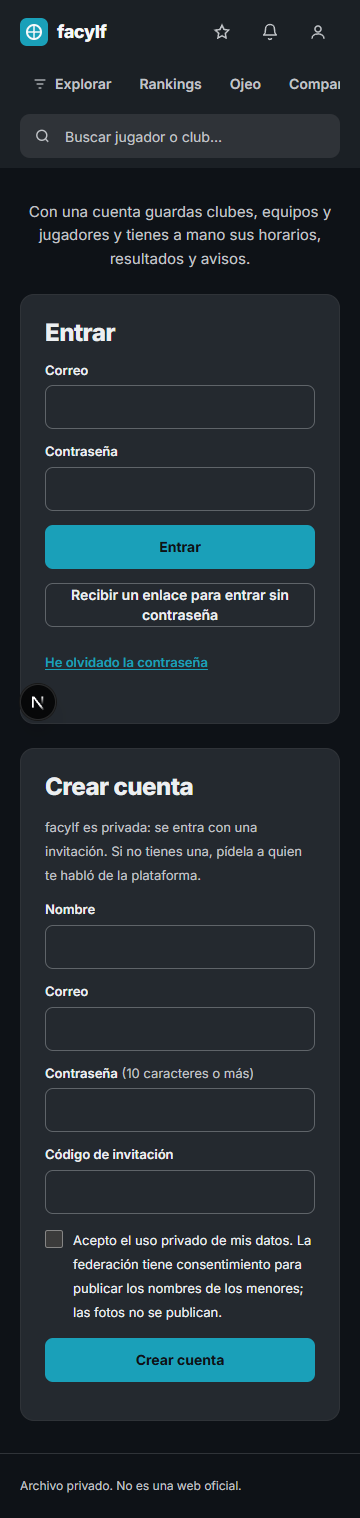 facylf
Explorar Rankings Ojeo Compar
Buscar jugador o club...
Con una cuenta guardas clubes, equipos y
jugadores y tienes a mano sus horarios,
resultados y avisos.
Entrar
Correo
Contraseña
Entrar
Recibir un enlace para entrar sin
contraseña
He olvidado la contraseña
N
Crear cuenta
facylf es privada: se entra con una
invitación. Si no tienes una, pídela a quien
te habló de la plataforma.
Nombre
Correo
Contraseña (10 caracteres o más)
Código de invitación
Acepto el uso privado de mis datos. La
federación tiene consentimiento para
publicar los nombres de los menores;
las fotos no se publican.
Crear cuenta
Archivo privado. No es una web oficial.